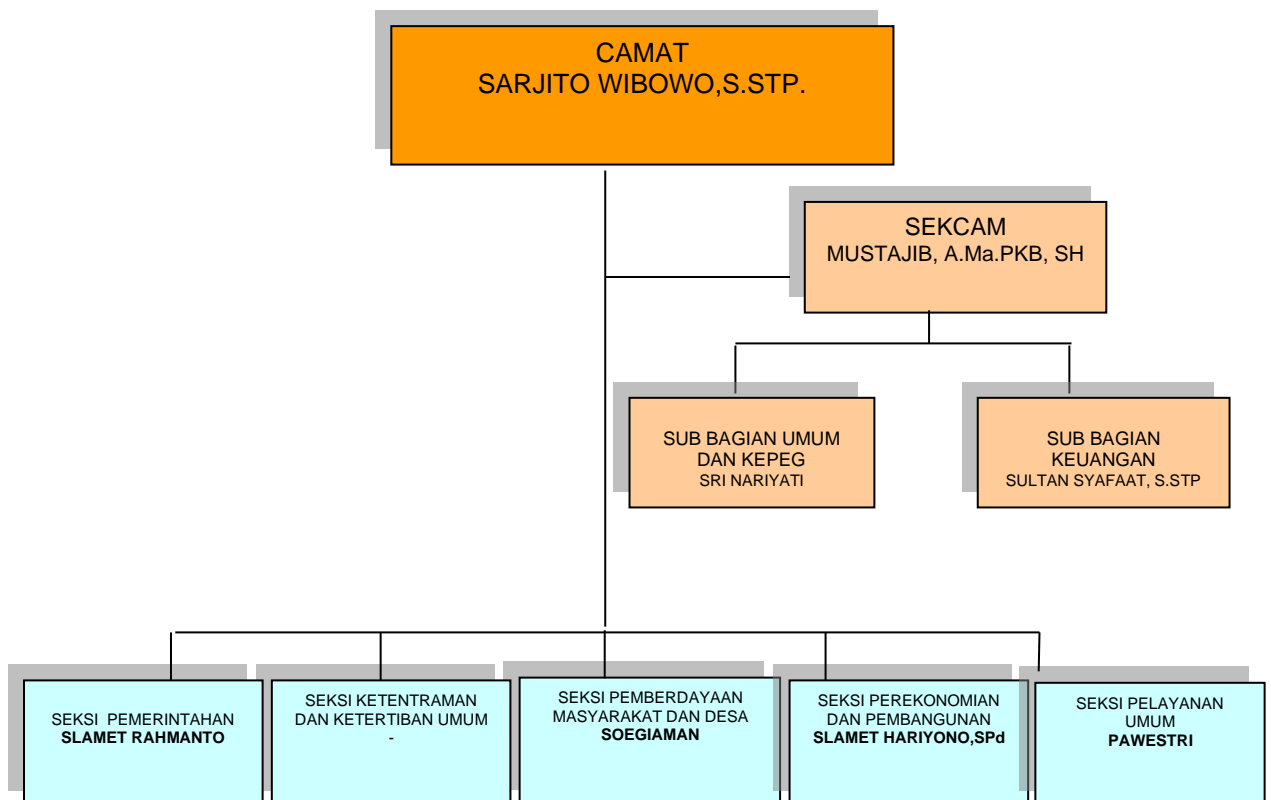 CAMAT
SARJITO WIBOWO,S.STP.
SEKCAM
MUSTAJIB, A.Ma.PKB, SH
SUB BAGIAN UMUM
DAN KEPEG
SRI NARIYATI
SUB BAGIAN
KEUANGAN
SULTAN SYAFAAT, S.STP
SEKSI  PEMERINTAHAN
SLAMET RAHMANTO
SEKSI KETENTRAMAN
DAN KETERTIBAN UMUM
-
SEKSI PEMBERDAYAAN
MASYARAKAT DAN DESA
SOEGIAMAN
SEKSI PEREKONOMIAN
DAN PEMBANGUNAN
SLAMET HARIYONO,SPd
SEKSI PELAYANAN
UMUM
PAWESTRI